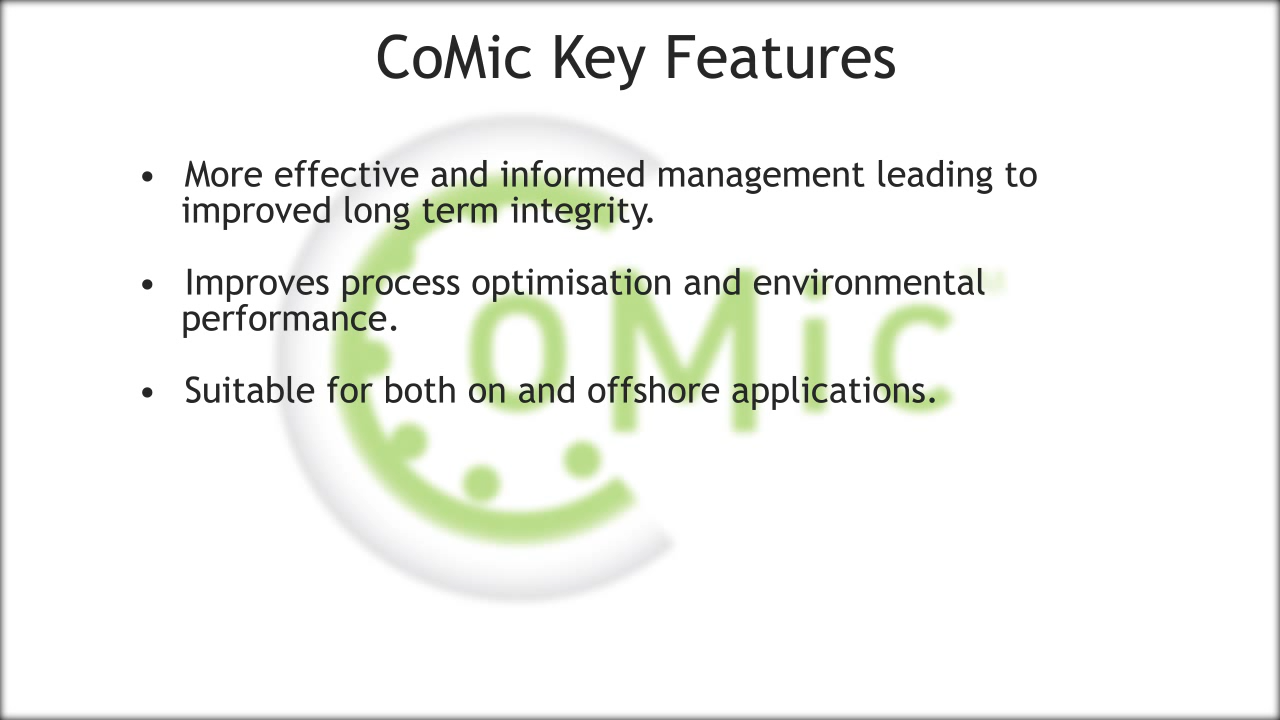 CoMic Key Features
• More effective and informed management leading to
improved long term integrity.
• Improves process optimisation and environmental
performance.
• Suitable for both on and offshore applications.
CoMic